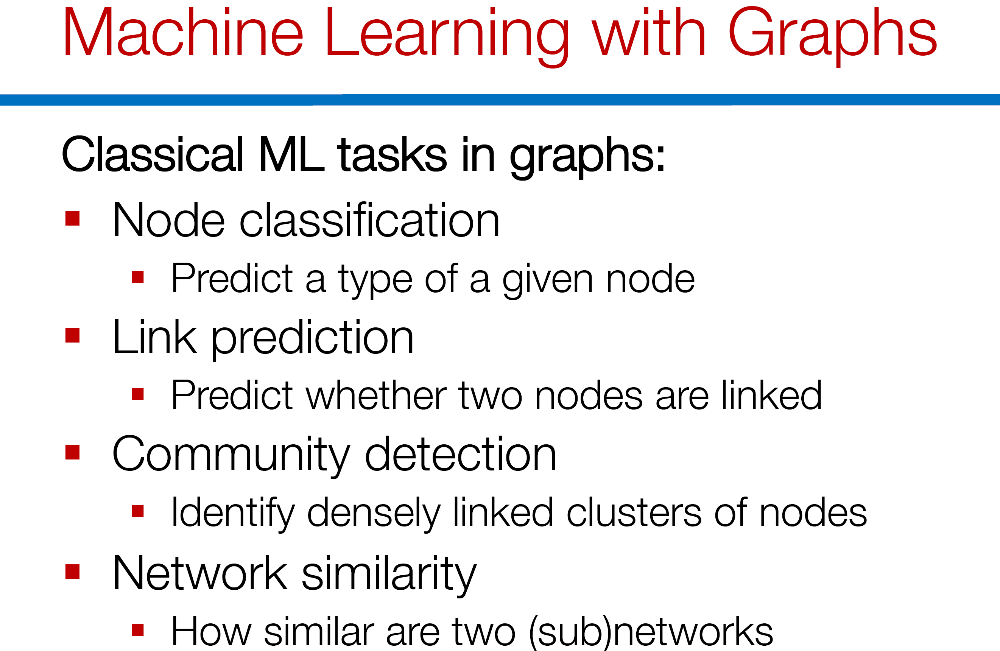 Machine Learning with Graphs
Classical ML tasks in graphs:
▪ Node classification
▪ Predict a type of a given node
▪ Link prediction
▪ Predict whether two nodes are linked
▪ Community detection
▪ Identify densely linked clusters of nodes
▪ Network similarity
▪ How similar are two (sub)networks